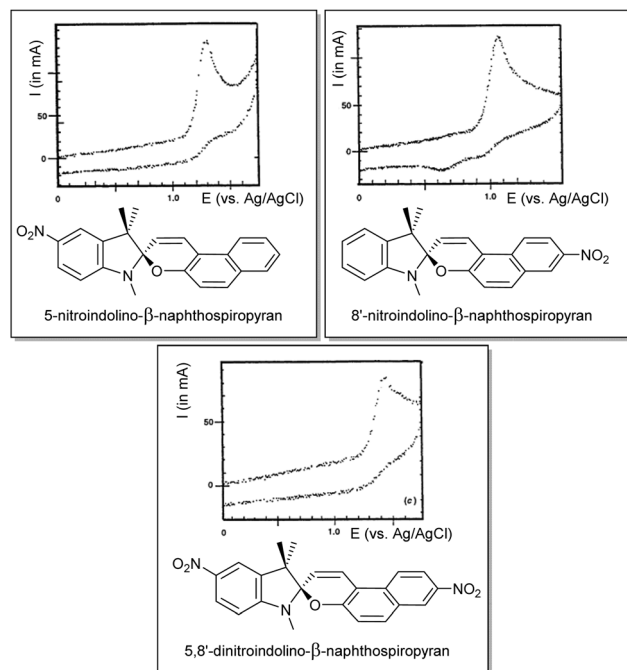 I (in mA)
50
0
0
1.0
E (vs. Ag/AgCl)
O₂N
N
O
5-nitroindolino-β-naphthospiropyran
I (in mA)
50
0
0
1.0
E (vs. Ag/AgCl)
N
O
NO₂
8'-nitroindolino-β-naphthospiropyran
I (in mA)
50
0
0
1.0
(c)
E (vs. Ag/AgCl)
O₂N
N
O
NO₂
5,8'-dinitroindolino-β-naphthospiropyran